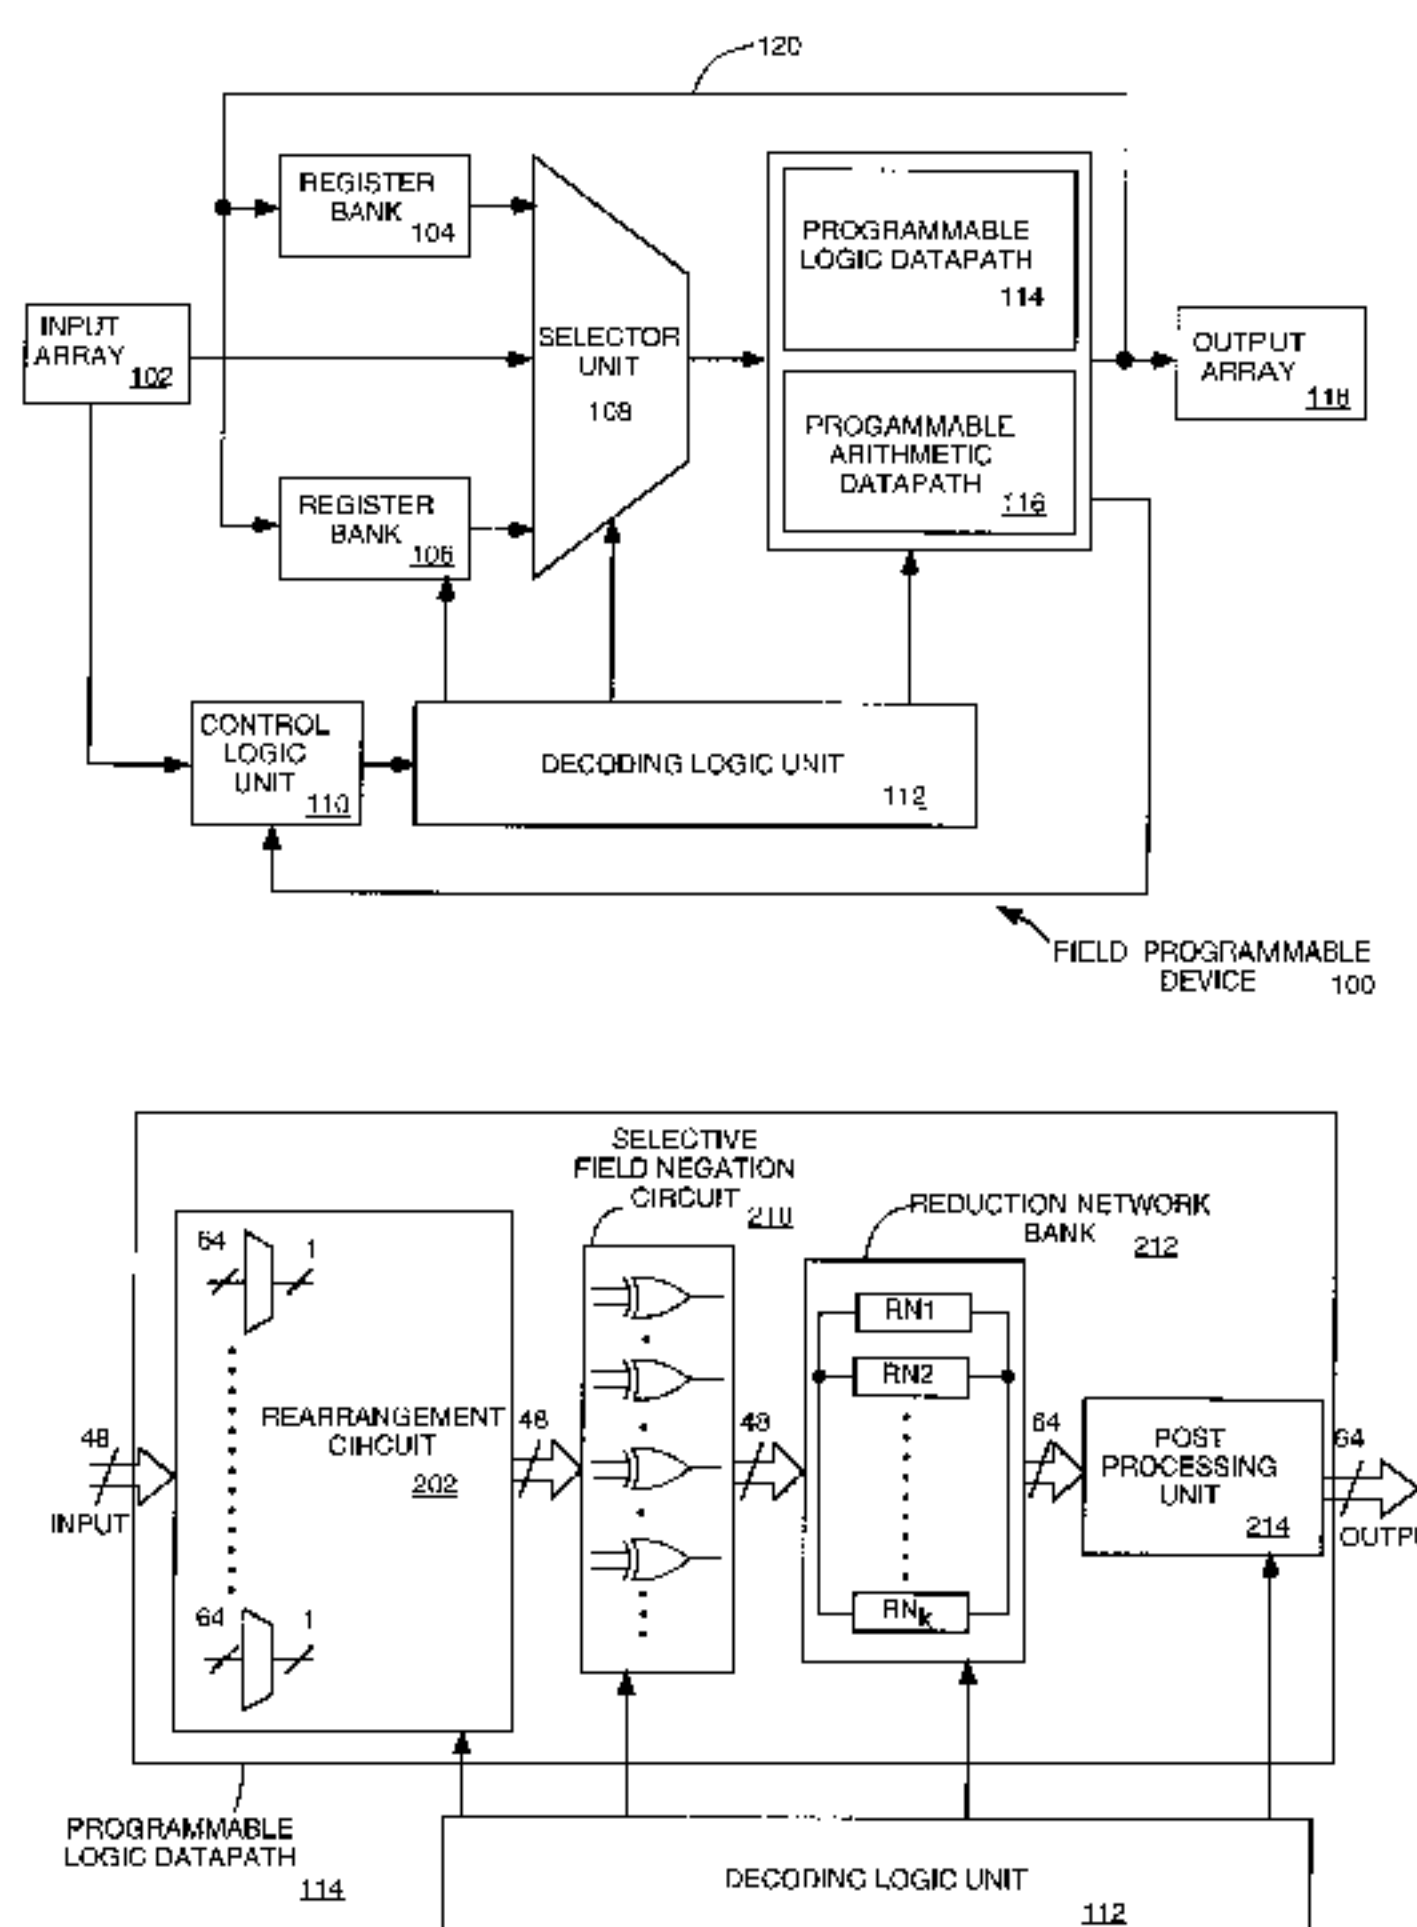 120
REGISTER
BANK
104
PROGRAMMABLE
LOGIC DATAPATH
114
INPUT
ARRAY
102
SELECTOR
UNIT
108
OUTPUT
ARRAY
118
PROGAMMABLE
ARITHMETIC
DATAPATH
116
REGISTER
BANK
106
CONTROL
LOGIC
UNIT
110
DECODING LOGIC UNIT
112
FIELD PROGRAMMABLE
DEVICE 100
SELECTIVE
FIELD NEGATION
CIRCUIT 210
REDUCTION NETWORK
BANK 212
64
1
RN1
RN2
REARRANGEMENT
CIRCUIT
202
48
INPUT
48
48
64
POST
PROCESSING
UNIT
214
64
OUTPU
64
1
RNk
PROGRAMMABLE
LOGIC DATAPATH
114
DECODING LOGIC UNIT
112